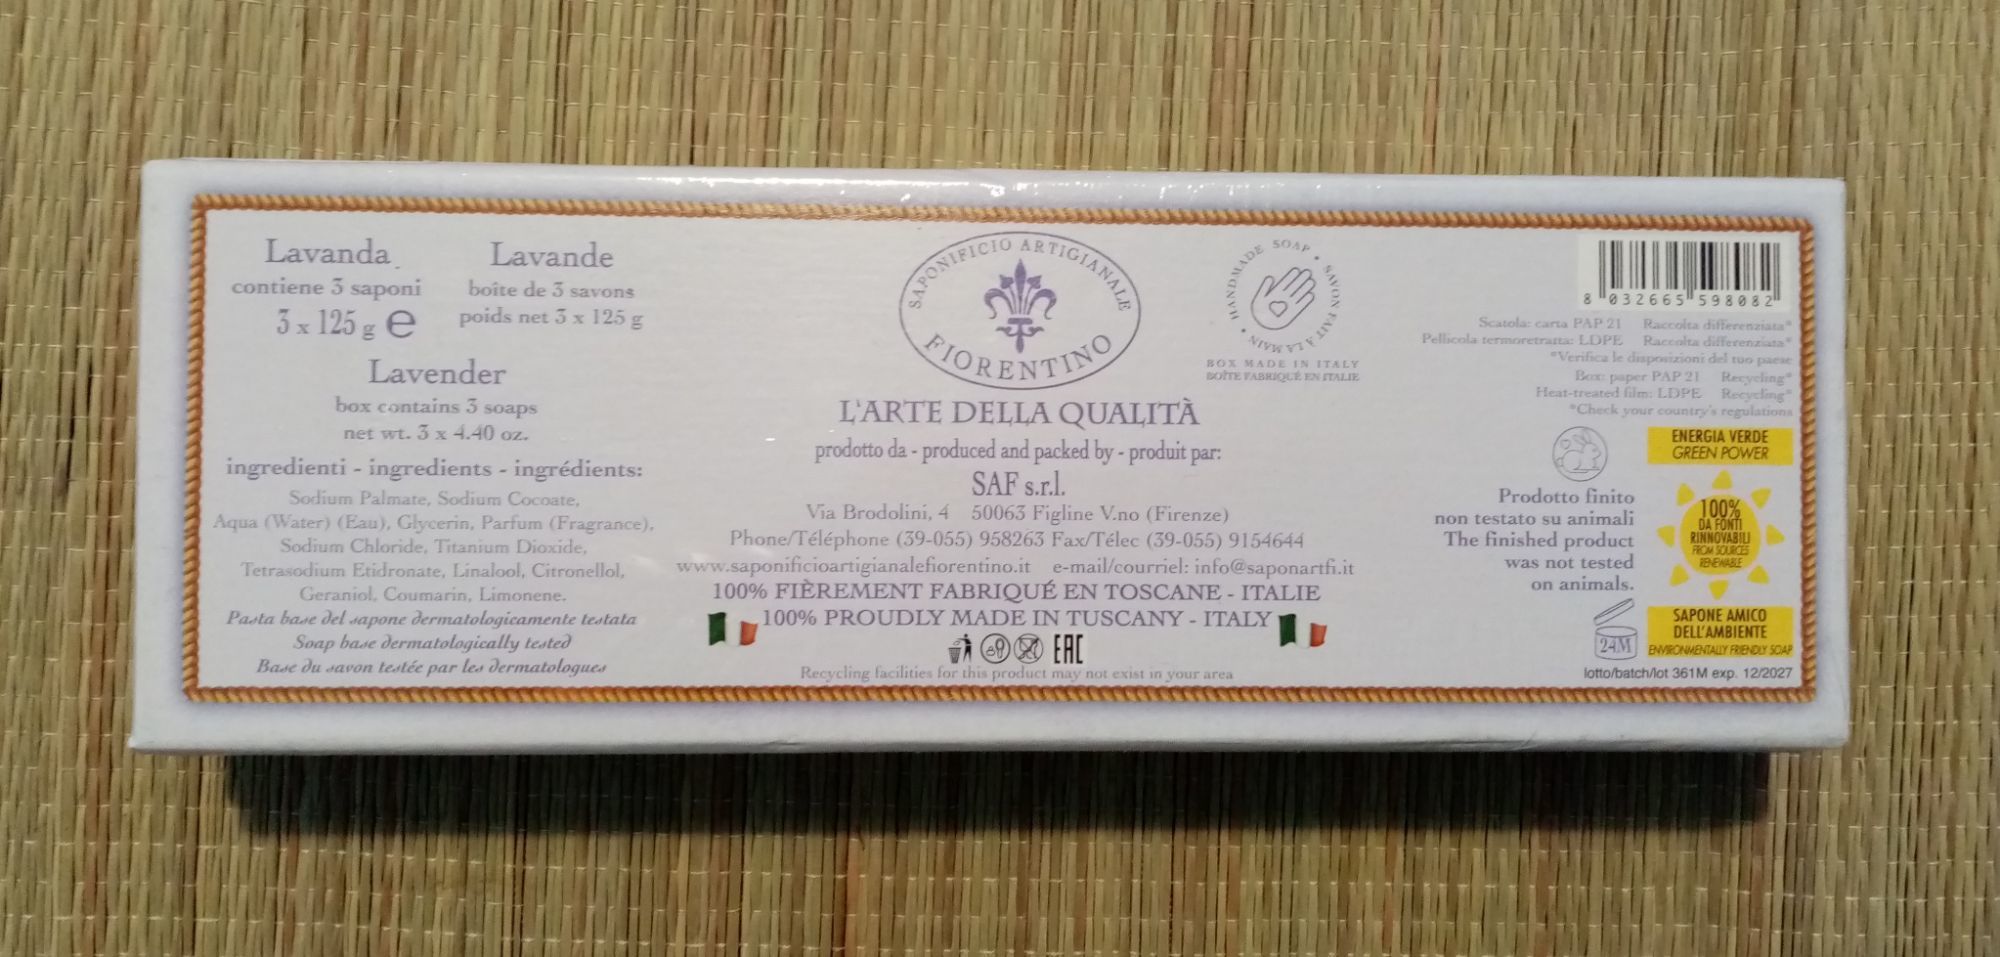 Lavanda
contiene 3 saponi
3 x 125 g ℮
Lavande
boîte de 3 savons
poids net 3 x 125 g
Lavender
box contains 3 soaps
net wt. 3 x 4.40 oz.
ingredienti - ingredients - ingrédients:
Sodium Palmate, Sodium Cocoate,
Aqua (Water) (Eau), Glycerin, Parfum (Fragrance),
Sodium Chloride, Titanium Dioxide,
Tetrasodium Etidronate, Linalool, Citronellol,
Geraniol, Coumarin, Limonene.
Pasta base del sapone dermatologicamente testata
Soap base dermatologically tested
Base du savon testée par les dermatologues
SAPONIFICIO ARTIGIANALE
FIORENTINO
HANDMADE SOAP • SAVON FAIT À LA MAIN •
BOX MADE IN ITALY
BOÎTE FABRIQUÉ EN ITALIE
L'ARTE DELLA QUALITÀ
prodotto da - produced and packed by - produit par:
SAF s.r.l.
Via Brodolini, 4 50063 Figline V.no (Firenze)
Phone/Téléphone (39-055) 958263 Fax/Télec (39-055) 9154644
www.saponificioartigianalefiorentino.it e-mail/courriel: info@saponartfi.it
100% FIÈREMENT FABRIQUÉ EN TOSCANE - ITALIE
100% PROUDLY MADE IN TUSCANY - ITALY
EAC
Recycling facilities for this product may not exist in your area
8 032665 598082
Scatola: carta PAP 21 Raccolta differenziata*
Pellicola termoretratta: LDPE Raccolta differenziata*
*Verifica le disposizioni del tuo paese
Box: paper PAP 21 Recycling*
Heat-treated film: LDPE Recycling*
*Check your country's regulations
Prodotto finito
non testato su animali
The finished product
was not tested
on animals.
24M
ENERGIA VERDE
GREEN POWER
100%
DA FONTI
RINNOVABILI
FROM SOURCES
RENEWABLE
SAPONE AMICO
DELL'AMBIENTE
ENVIRONMENTALLY FRIENDLY SOAP
lotto/batch/lot 361M exp. 12/2027